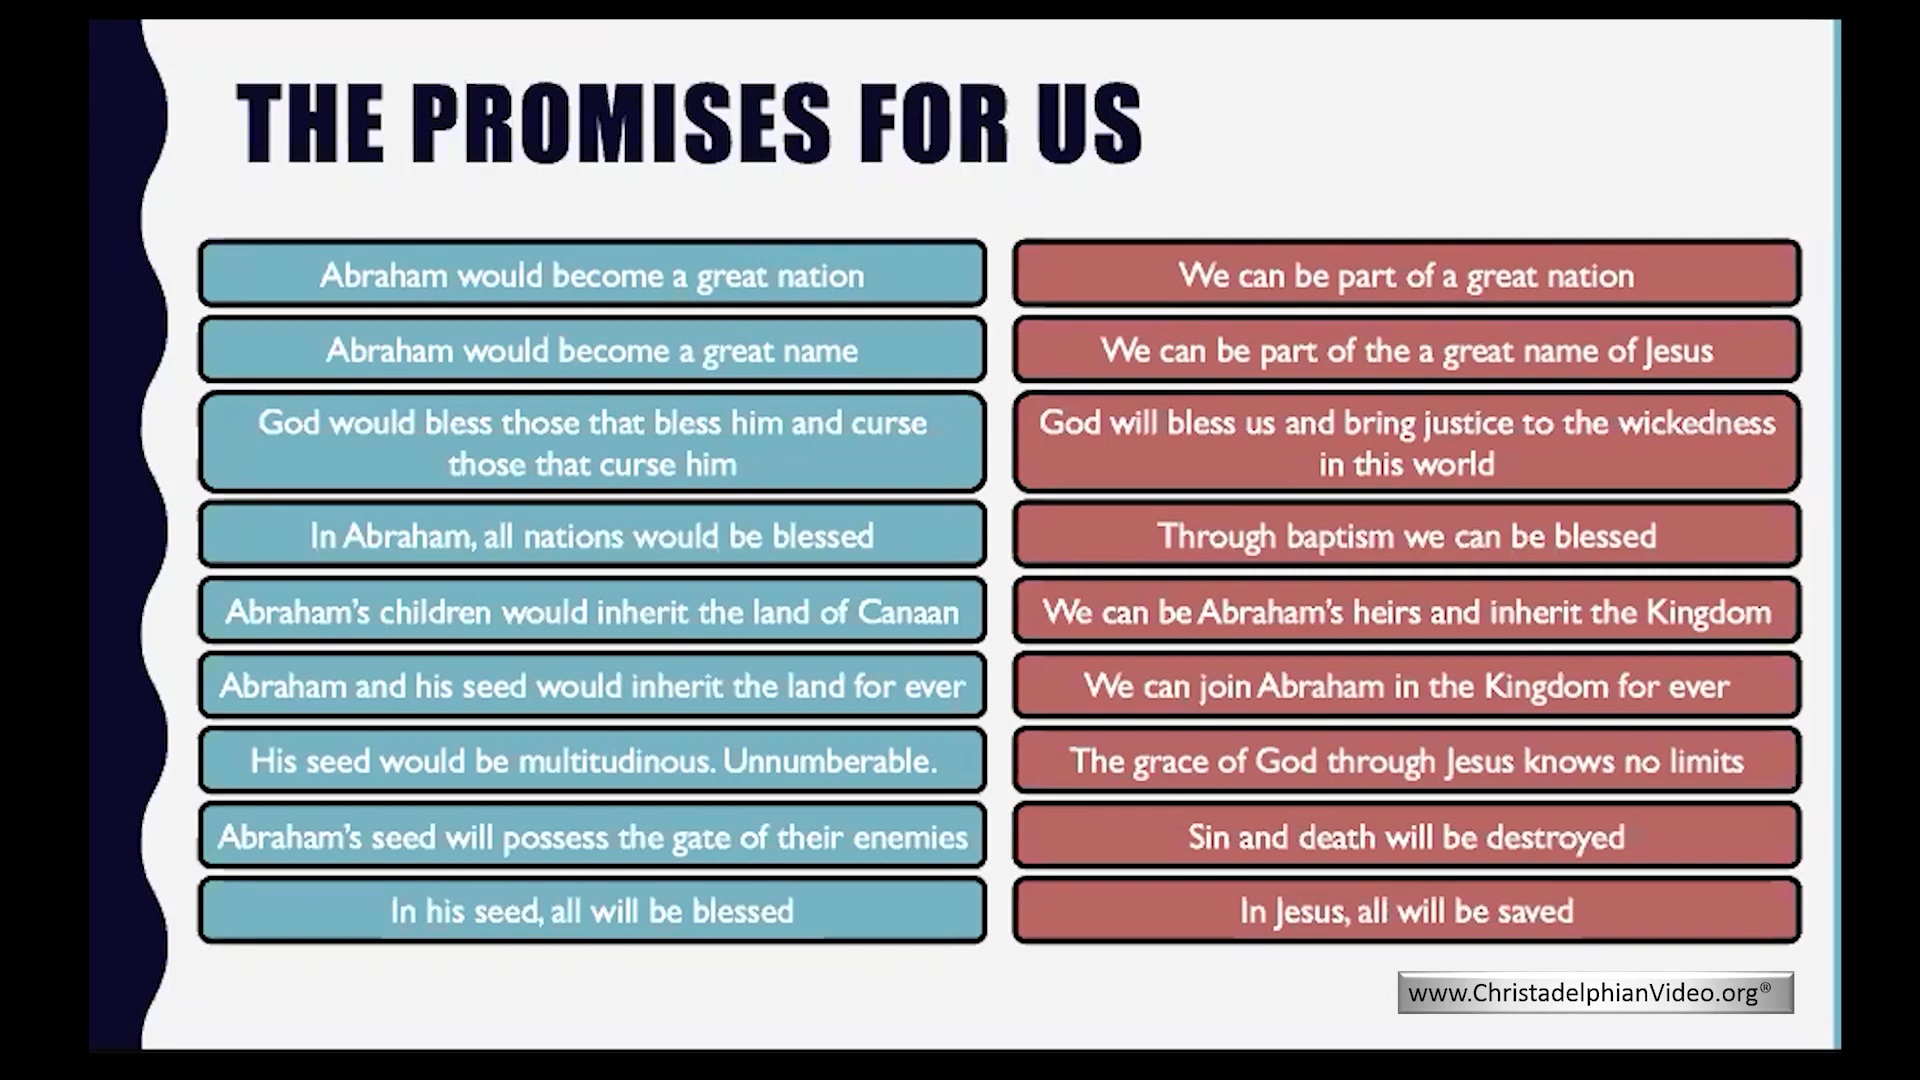 THE PROMISES FOR US
Abraham would become a great nation
We can be part of a great nation
Abraham would become a great name
We can be part of the a great name of Jesus
God would bless those that bless him and curse
those that curse him
God will bless us and bring justice to the wickedness
in this world
In Abraham, all nations would be blessed
Through baptism we can be blessed
Abraham's children would inherit the land of Canaan
We can be Abraham's heirs and inherit the Kingdom
Abraham and his seed would inherit the land for ever
We can join Abraham in the Kingdom for ever
His seed would be multitudinous. Unnumberable.
The grace of God through Jesus knows no limits
Abraham's seed will possess the gate of their enemies
Sin and death will be destroyed
In his seed, all will be blessed
In Jesus, all will be saved
www.ChristadelphianVideo.org®